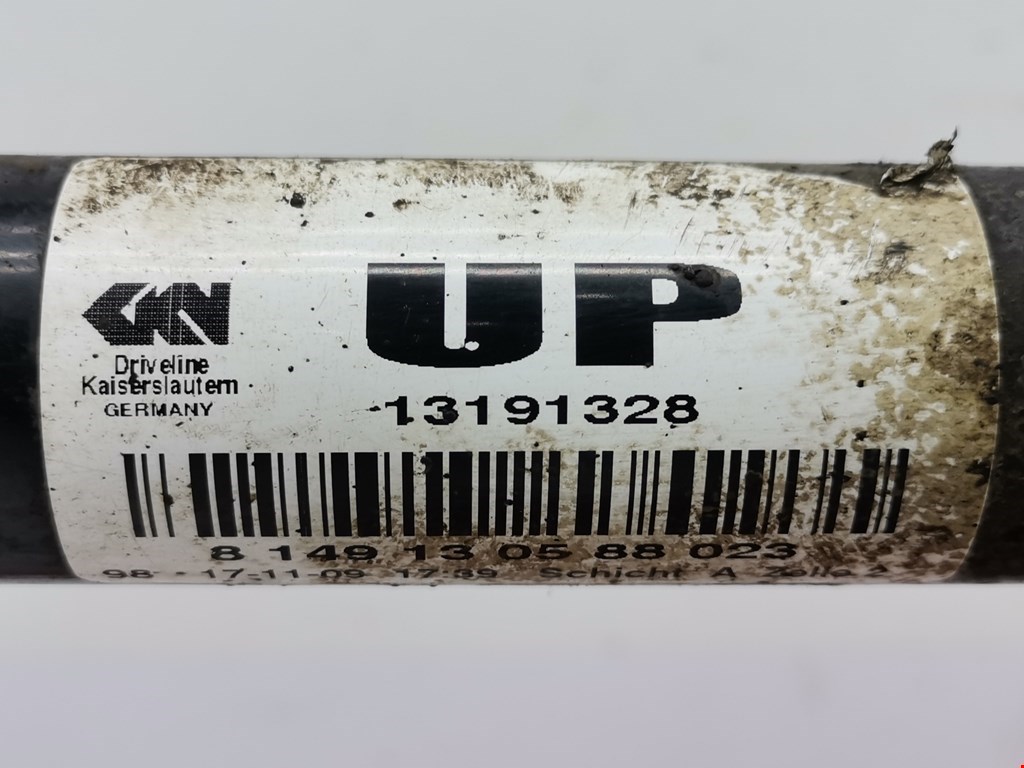 GKN
Driveline
Kaiserslautern
GERMANY
UP
13191328
8 149 13 05 88 023
98 - 17-11-09 17:39 Schicht A